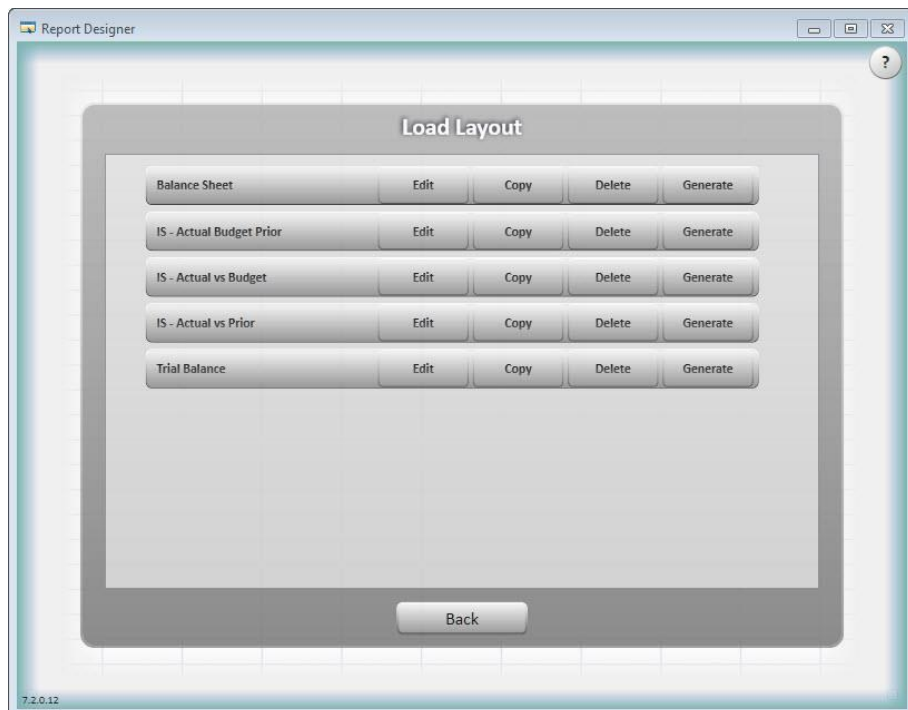 Report Designer
?
Load Layout
Balance Sheet Edit Copy Delete Generate
IS - Actual Budget Prior Edit Copy Delete Generate
IS - Actual vs Budget Edit Copy Delete Generate
IS - Actual vs Prior Edit Copy Delete Generate
Trial Balance Edit Copy Delete Generate
Back
7.2.0.12